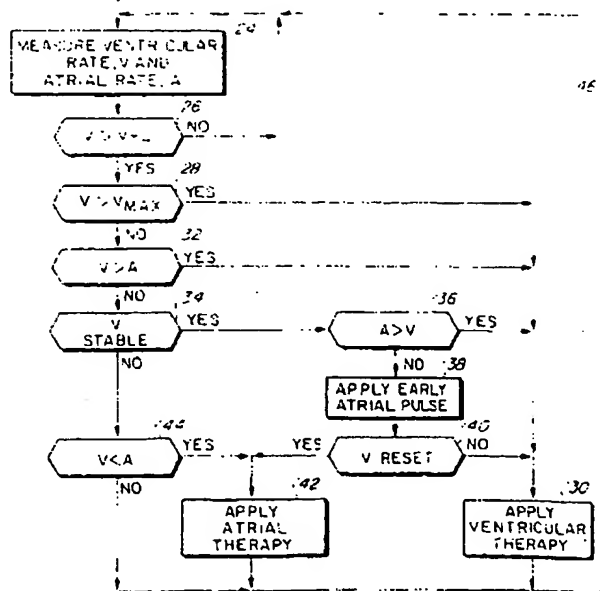 24
MEASURE VENTRICULAR
RATE, V AND
ATRIAL RATE, A
46
26
NO
YES
28
V > VMAX
YES
NO
32
V > A
YES
NO
34
V
STABLE
YES
NO
36
A>V
YES
NO
38
APPLY EARLY
ATRIAL PULSE
44
V<A
YES
NO
40
V RESET
YES
NO
42
APPLY
ATRIAL
THERAPY
30
APPLY
VENTRICULAR
THERAPY